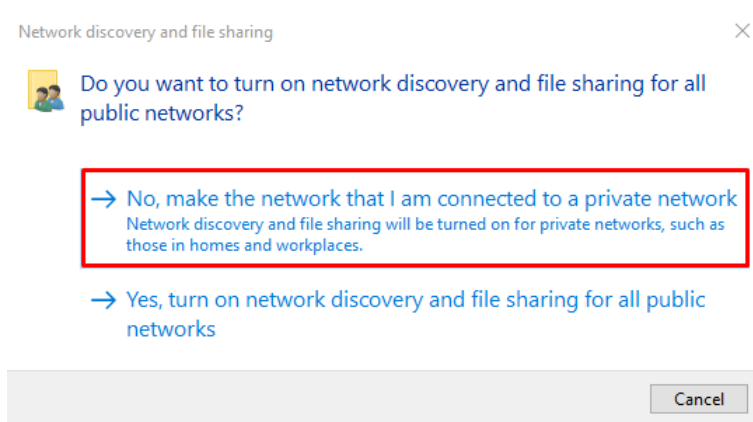 Network discovery and file sharing
Do you want to turn on network discovery and file sharing for all
public networks?
No, make the network that I am connected to a private network
Network discovery and file sharing will be turned on for private networks, such as
those in homes and workplaces.
Yes, turn on network discovery and file sharing for all public
networks
Cancel